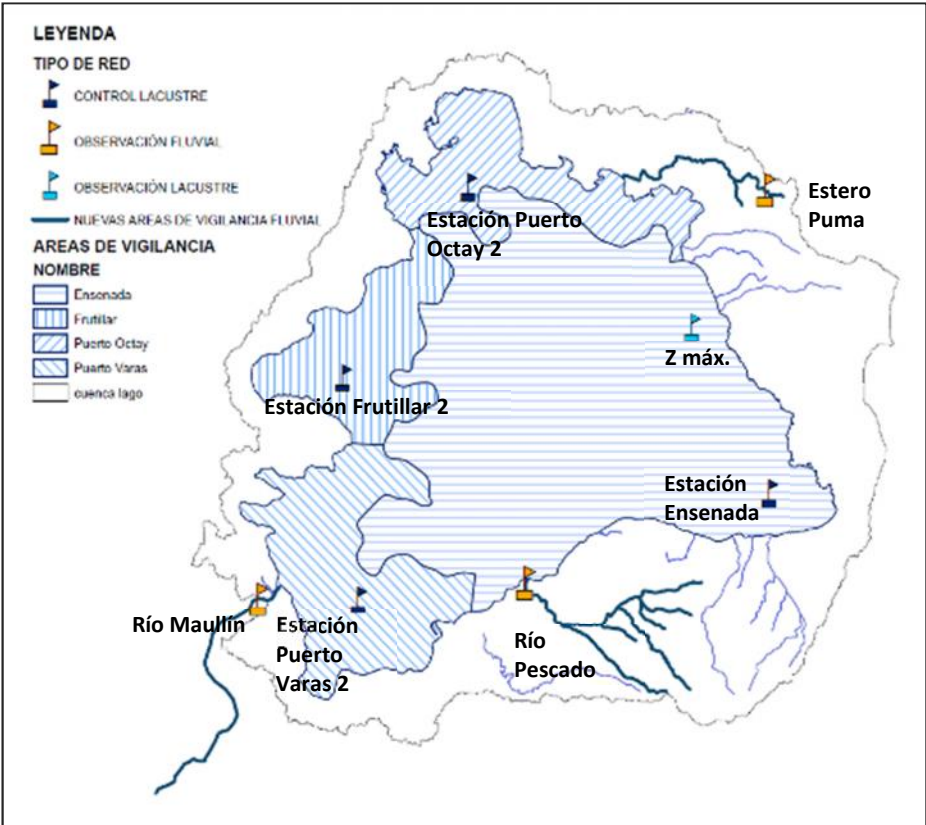 LEYENDA
TIPO DE RED
CONTROL LACUSTRE
OBSERVACIÓN FLUVIAL
OBSERVACIÓN LACUSTRE
NUEVAS AREAS DE VIGILANCIA FLUVIAL
AREAS DE VIGILANCIA
NOMBRE
Ensenada
Frutillar
Puerto Octay
Puerto Varas
cuenca lago
Estero
Puma
Estación Puerto
Octay 2
Z máx.
Estación Frutillar 2
Estación
Ensenada
Río Maullín
Estación
Puerto
Varas 2
Río
Pescado